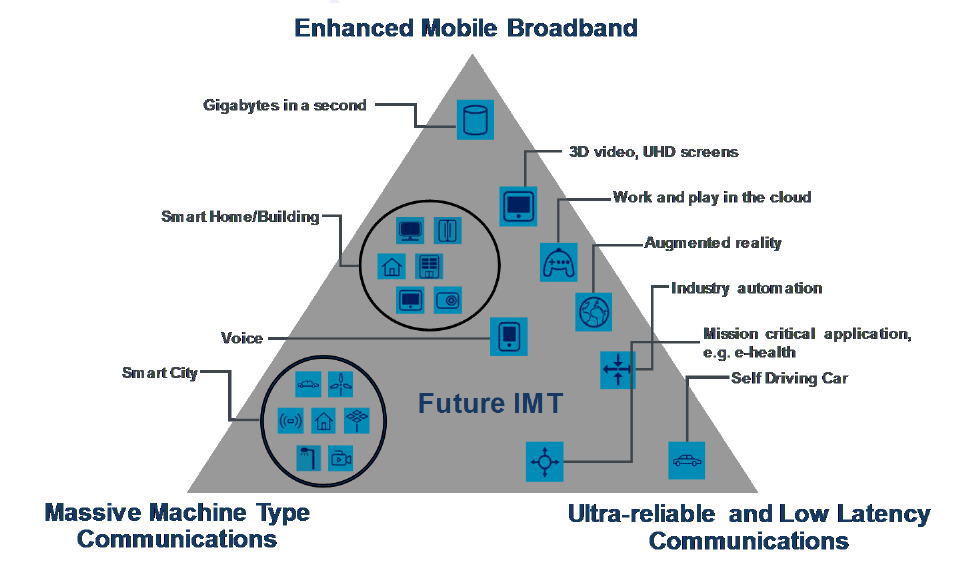 Enhanced Mobile Broadband
Gigabytes in a second
3D video, UHD screens
Work and play in the cloud
Smart Home/Building
Augmented reality
Industry automation
Mission critical application,
e.g. e-health
Voice
Smart City
Self Driving Car
Future IMT
Massive Machine Type
Communications
Ultra-reliable and Low Latency
Communications